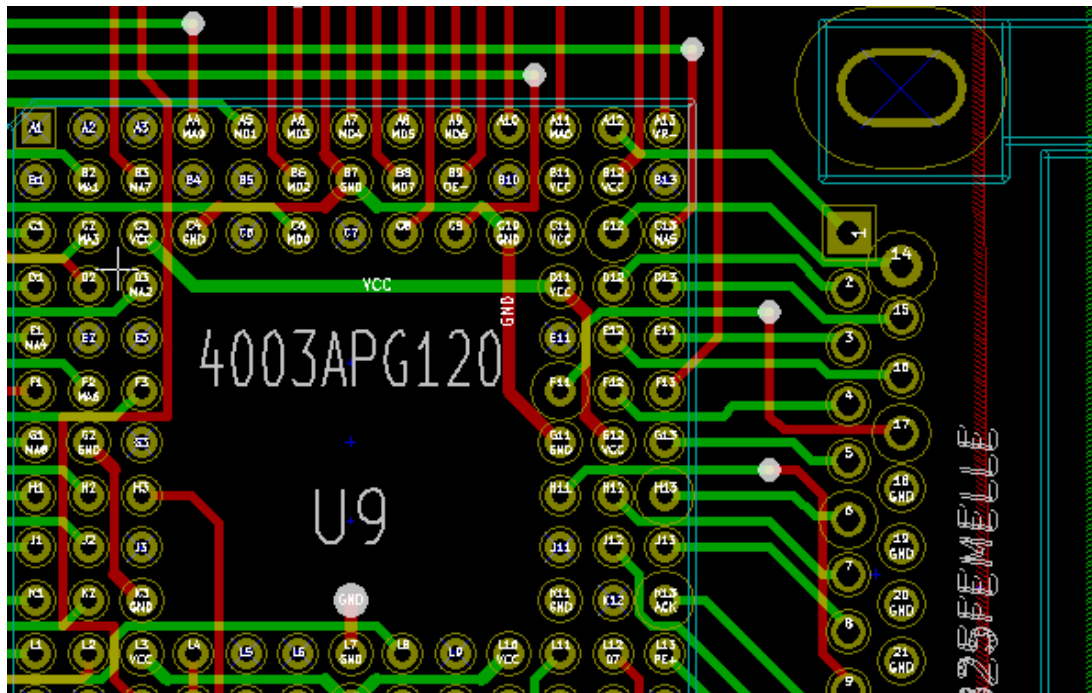 A1 A2 A3 A4 MA9 A5 MD1 A6 MD3 A7 MD4 A8 MD5 A9 MD6 A10 A11 MA8 A12 A13 VR-
B1 B2 MA1 B3 MA7 B4 B5 B6 MD2 B7 GND B8 MD7 B9 OE- B10 B11 VCC B12 VCC B13
C1 C2 MA3 C3 VCC C4 GND C5 C6 MD0 C7 C8 C9 C10 GND C11 VCC C12 C13 MA5 1
14
D1 D2 D3 MA2 VCC D11 VCC D12 D13 2
GND 15
E1 MA4 E2 E3 E11 E12 E13 3
4003APG120 16
F1 F2 MA6 F3 F11 F12 F13 4
17
G1 MA0 G2 GND G3 G11 GND G12 VCC G13 5
18 GND
H1 H2 H3 H11 H12 H13 6
U9
19 GND
J1 J2 J3 J11 J12 J13 7
K1 K2 K3 GND GND K11 GND K12 K13 ACK 20 GND
8
L1 L2 L3 VCC L4 L5 L6 L7 GND L8 L9 L10 VCC L11 L12 D7 L13 PE+ 21 GND
9